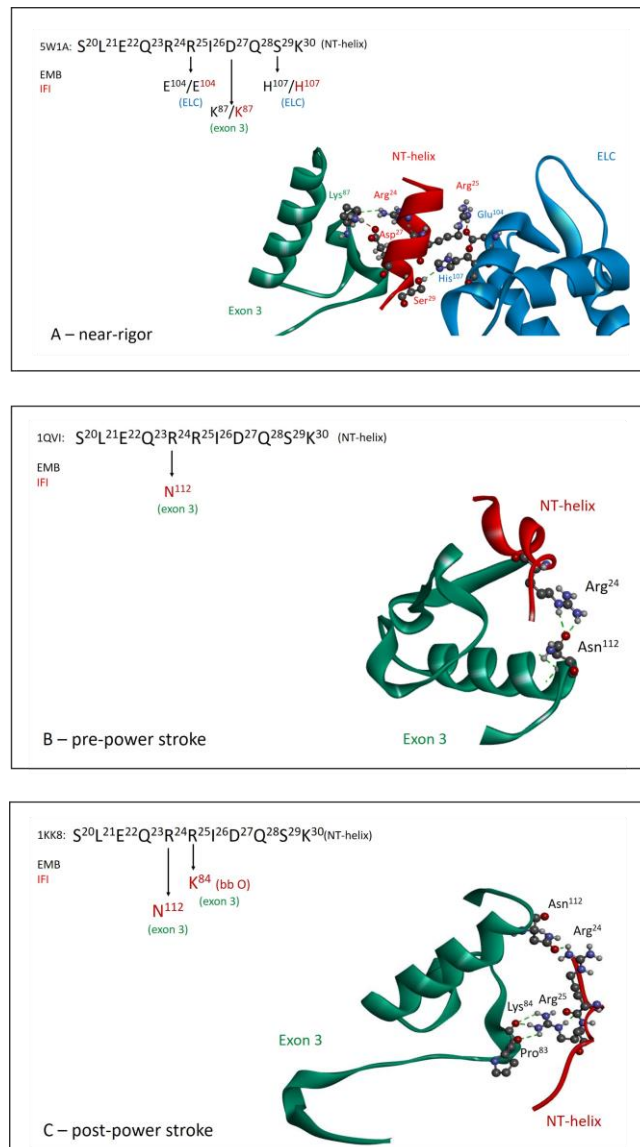 5W1A: S²⁰L²¹E²²Q²³R²⁴R²⁵I²⁶D²⁷Q²⁸S²⁹K³⁰ (NT-helix)
EMB
IFI
E¹⁰⁴/E¹⁰⁴ H¹⁰⁷/H¹⁰⁷
(ELC) (ELC)
K⁸⁷/K⁸⁷
(exon 3)
NT-helix ELC
Lys⁸⁷ Arg²⁴ Arg²⁵
Glu¹⁰⁴
Asp²⁷
His¹⁰⁷
Ser²⁹
Exon 3
A – near-rigor
1QVI: S²⁰L²¹E²²Q²³R²⁴R²⁵I²⁶D²⁷Q²⁸S²⁹K³⁰ (NT-helix)
EMB
IFI
N¹¹²
(exon 3)
NT-helix
Arg²⁴
Asn¹¹²
Exon 3
B – pre-power stroke
1KK8: S²⁰L²¹E²²Q²³R²⁴R²⁵I²⁶D²⁷Q²⁸S²⁹K³⁰(NT-helix)
EMB
IFI
K⁸⁴ (bb O)
(exon 3)
N¹¹²
(exon 3)
Asn¹¹²
Arg²⁴
Lys⁸⁴ Arg²⁵
Pro⁸³
Exon 3
NT-helix
C – post-power stroke